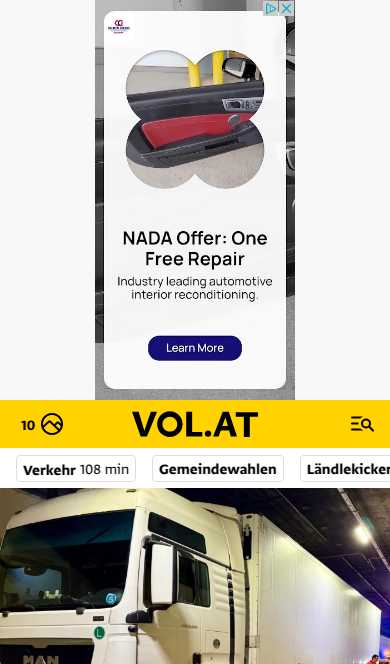 NADA Offer: One
Free Repair
Industry leading automotive
interior reconditioning.
Learn More
10
VOL.AT
Verkehr 108 min
Gemeindewahlen
Ländlekicker
MAN
L